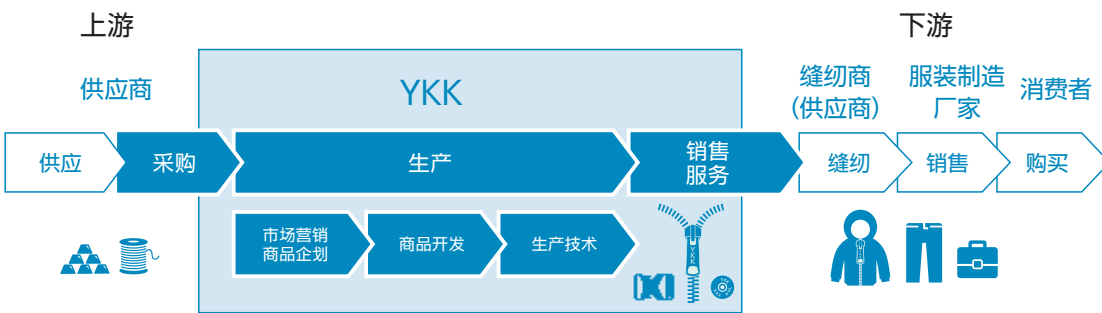 上游
下游
供应商
YKK
缝纫商
(供应商)
服装制造
厂家
消费者
供应
采购
生产
销售
服务
缝纫
销售
购买
市场营销
商品企划
商品开发
生产技术
YKK